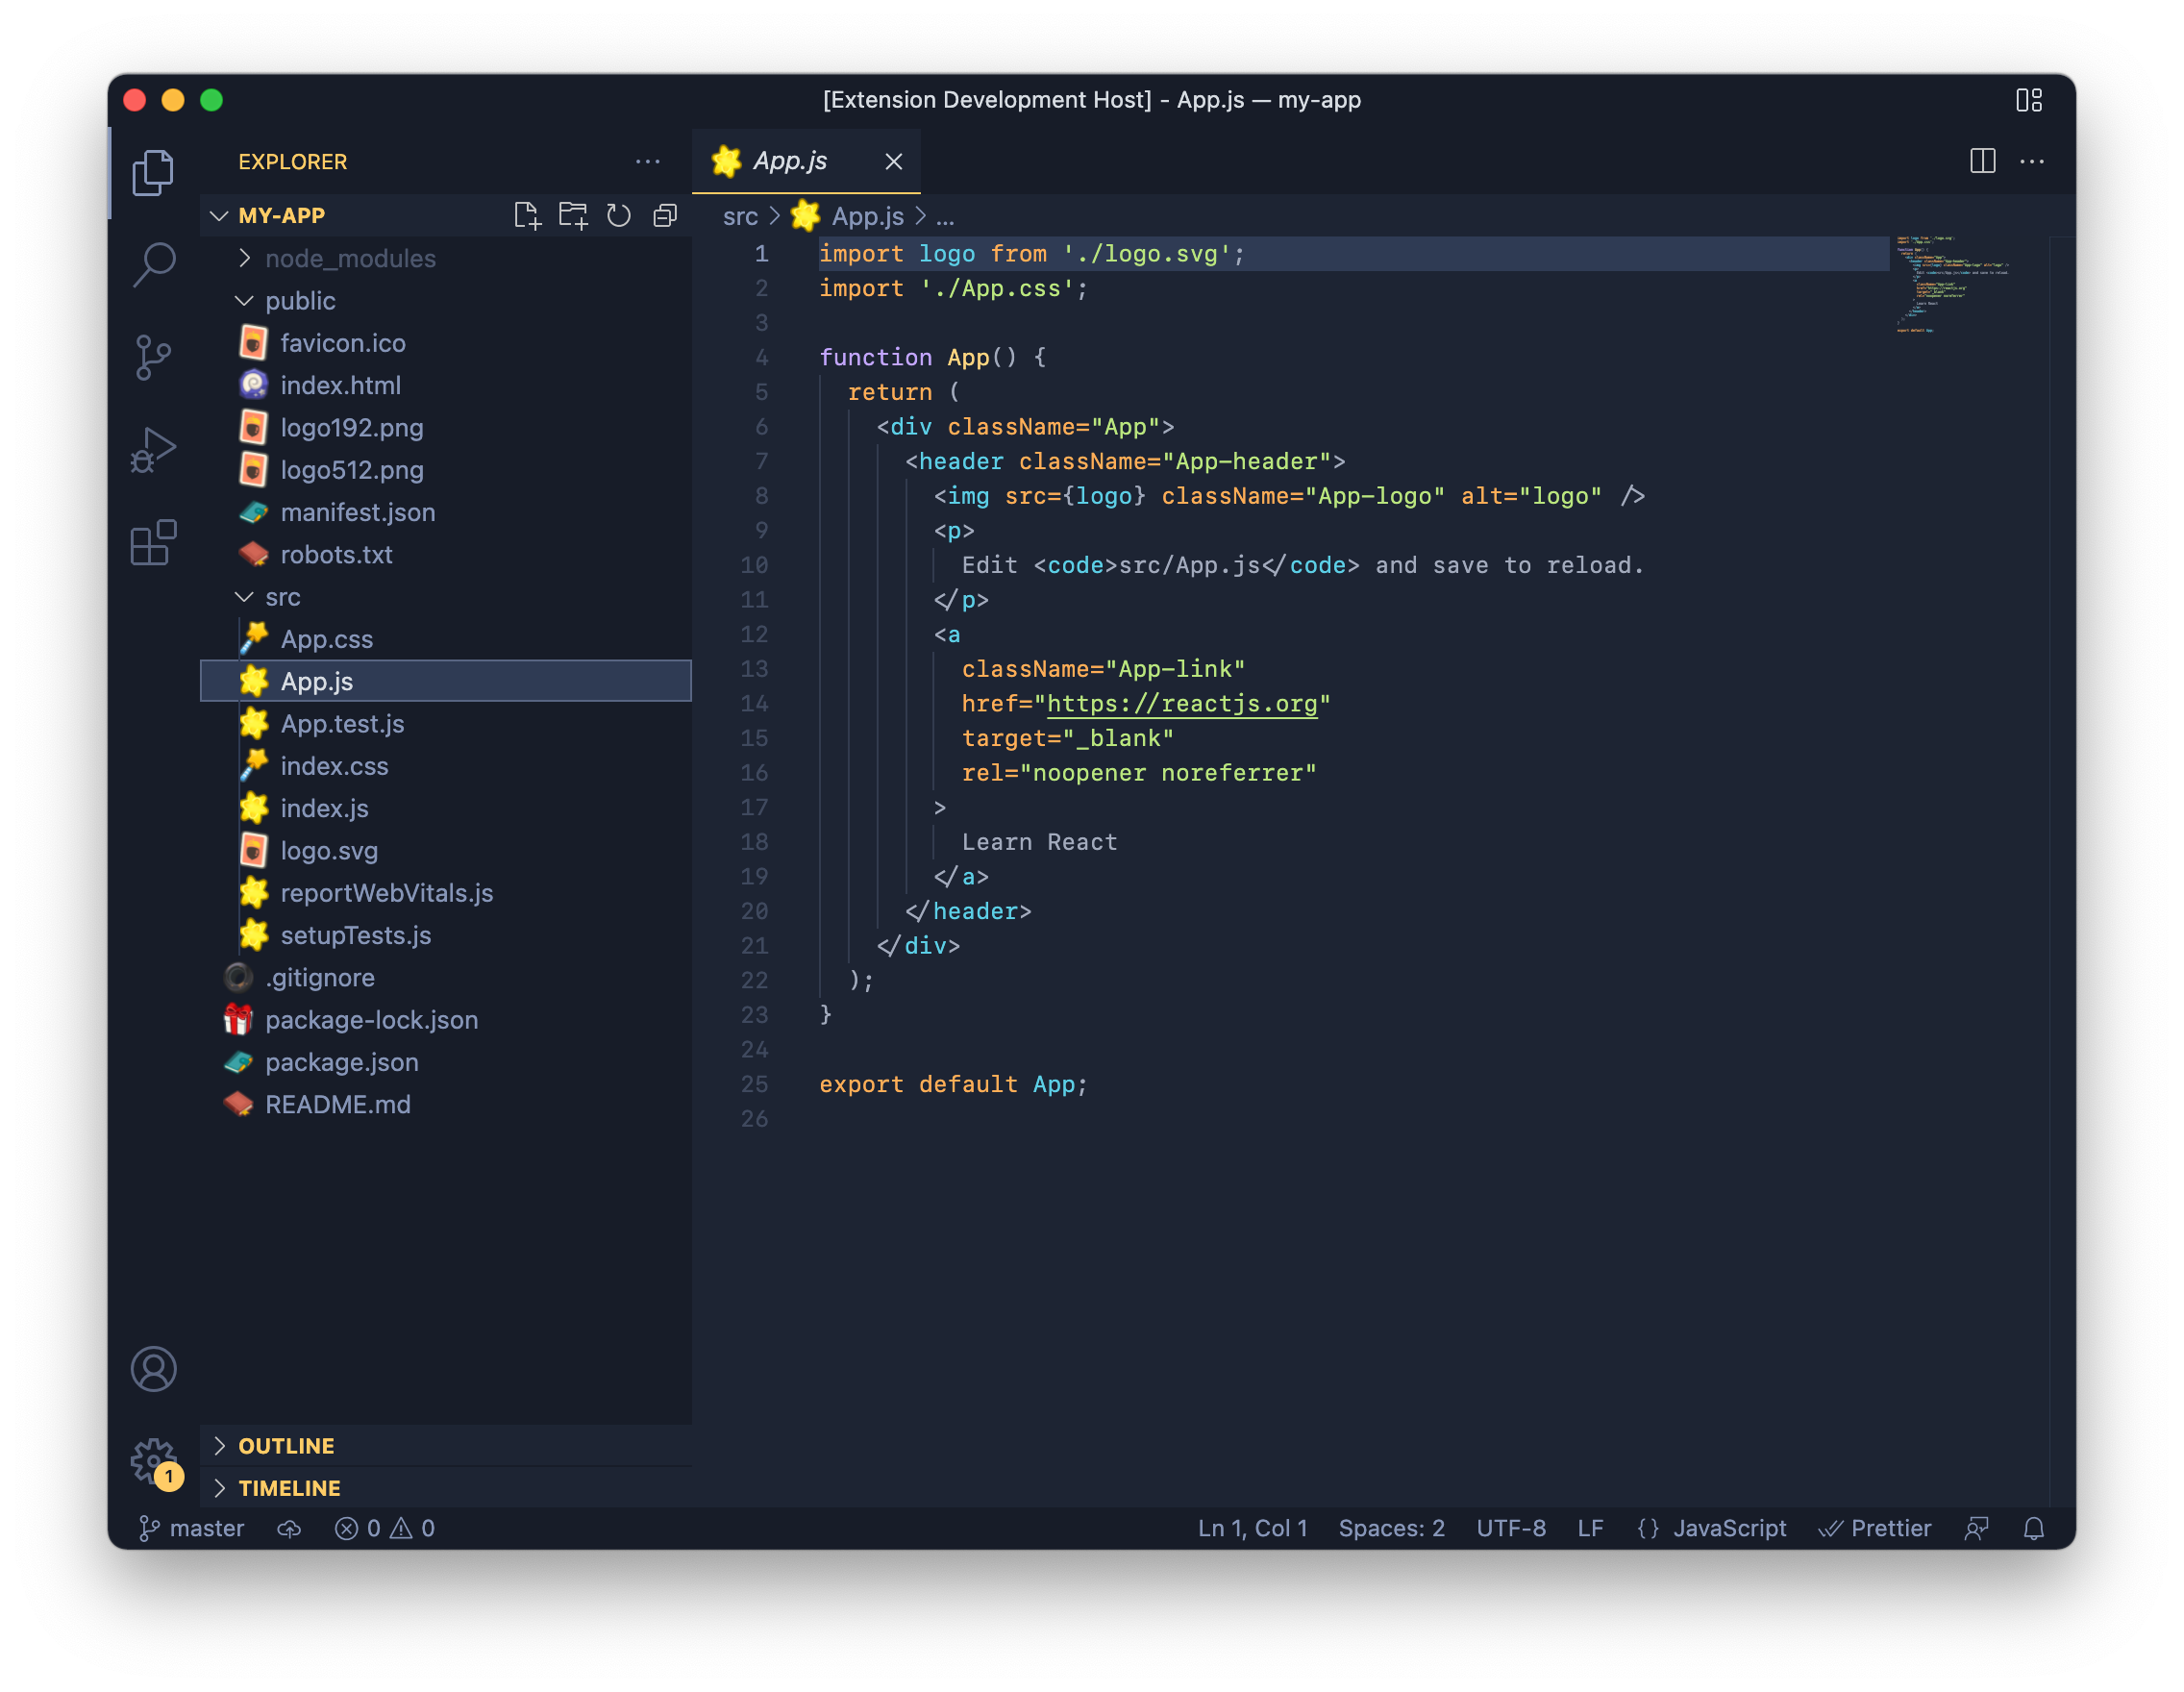 [Extension Development Host] - App.js — my-app
EXPLORER
MY-APP
node_modules
public
favicon.ico
index.html
logo192.png
logo512.png
manifest.json
robots.txt
src
App.css
App.js
App.test.js
index.css
index.js
logo.svg
reportWebVitals.js
setupTests.js
.gitignore
package-lock.json
package.json
README.md
OUTLINE
TIMELINE
1
App.js
src > App.js > ...
1 import logo from './logo.svg';
2 import './App.css';
3
4 function App() {
5 return (
6 <div className="App">
7 <header className="App-header">
8 <img src={logo} className="App-logo" alt="logo" />
9 <p>
10 Edit <code>src/App.js</code> and save to reload.
11 </p>
12 <a
13 className="App-link"
14 href="https://reactjs.org"
15 target="_blank"
16 rel="noopener noreferrer"
17 >
18 Learn React
19 </a>
20 </header>
21 </div>
22 );
23 }
24
25 export default App;
26
master 0 0 Ln 1, Col 1 Spaces: 2 UTF-8 LF {} JavaScript Prettier